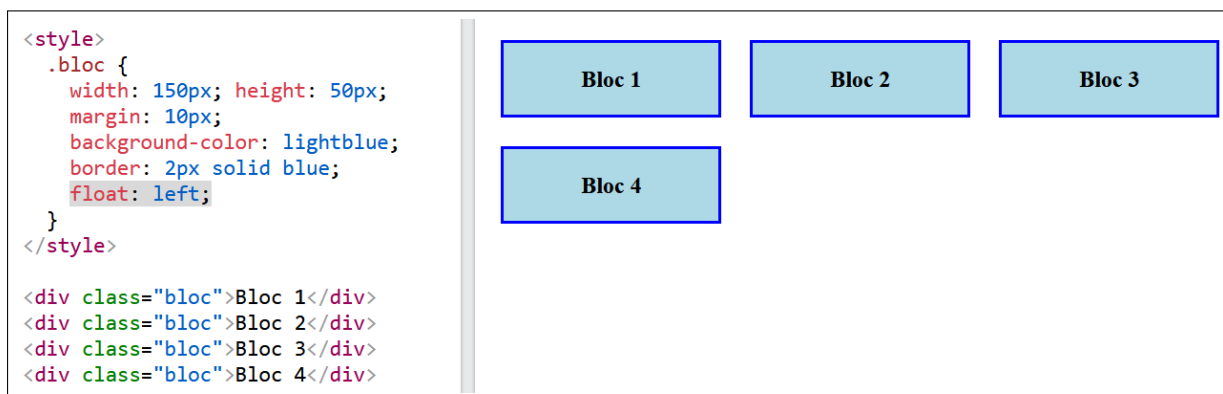 <style>
.bloc {
width: 150px; height: 50px;
margin: 10px;
background-color: lightblue;
border: 2px solid blue;
float: left;
}
</style>
<div class="bloc">Bloc 1</div>
<div class="bloc">Bloc 2</div>
<div class="bloc">Bloc 3</div>
<div class="bloc">Bloc 4</div>
Bloc 1 Bloc 2 Bloc 3
Bloc 4